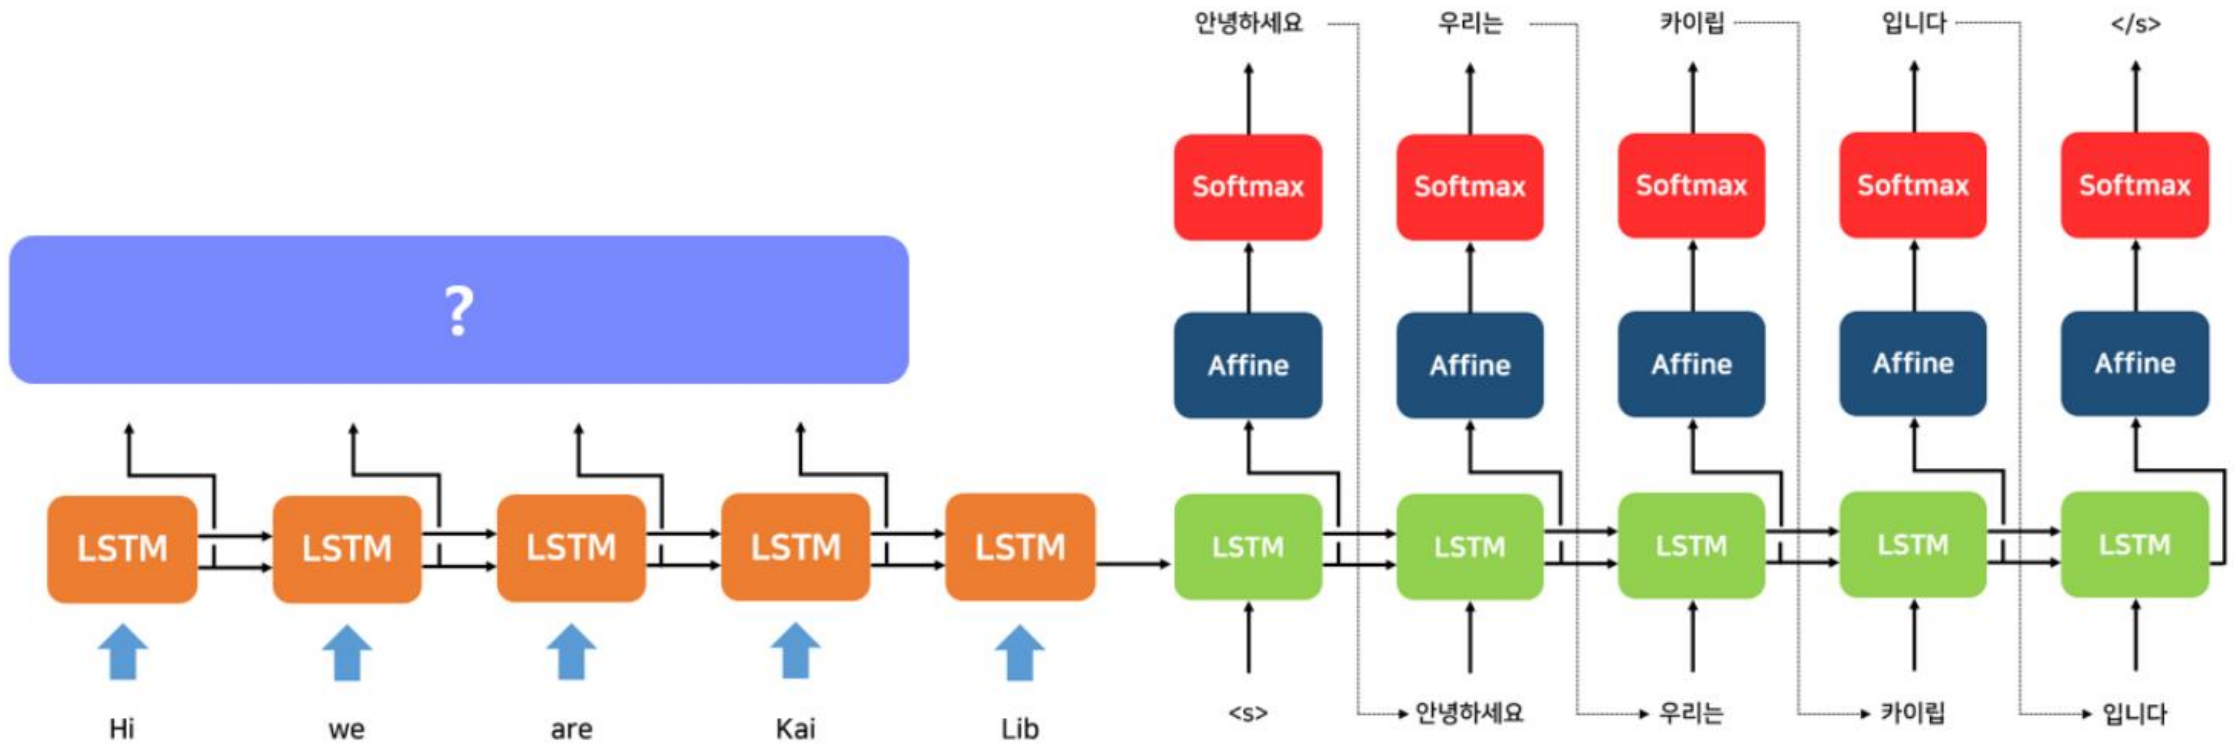 안녕하세요 우리는 카이립 입니다 </s>
Softmax Softmax Softmax Softmax Softmax
?
Affine Affine Affine Affine Affine
LSTM LSTM LSTM LSTM LSTM LSTM LSTM LSTM LSTM LSTM
Hi we are Kai Lib <s> 안녕하세요 우리는 카이립 입니다